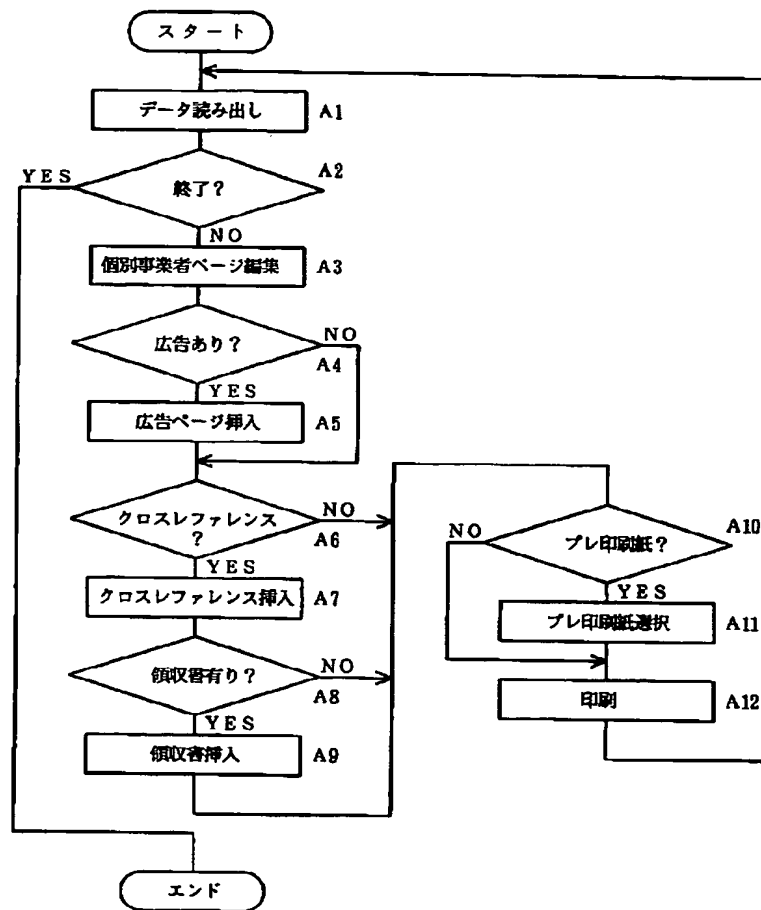 スタート
データ読み出し A1
終了? A2
YES
NO
個別事業者ページ編集 A3
広告あり? A4
NO
YES
広告ページ挿入 A5
クロスレファレンス
? A6
NO
YES
クロスレファレンス挿入 A7
領収書有り? A8
NO
YES
領収書挿入 A9
エンド
プレ印刷紙? A10
NO
YES
プレ印刷紙選択 A11
印刷 A12